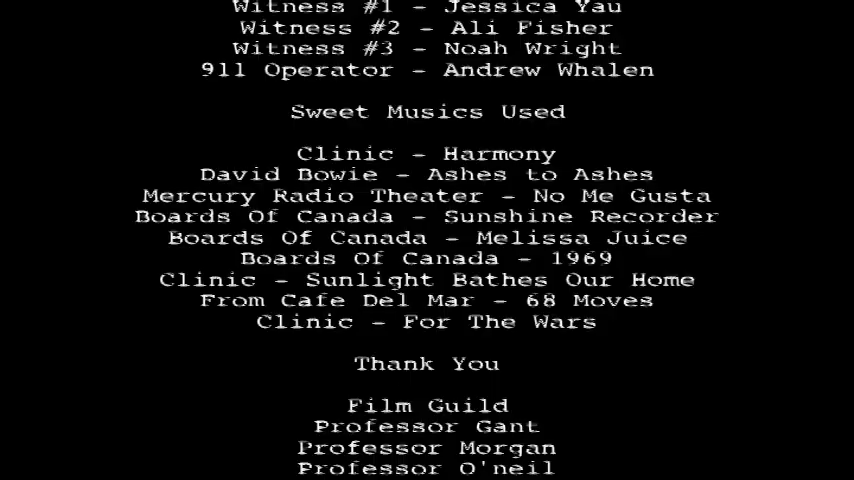 Witness #1 - Jessica Yau
Witness #2 - Ali Fisher
Witness #3 - Noah Wright
911 Operator - Andrew Whalen
Sweet Musics Used
Clinic - Harmony
David Bowie - Ashes to Ashes
Mercury Radio Theater - No Me Gusta
Boards Of Canada - Sunshine Recorder
Boards Of Canada - Melissa Juice
Boards Of Canada - 1969
Clinic - Sunlight Bathes Our Home
From Cafe Del Mar - 68 Moves
Clinic - For The Wars
Thank You
Film Guild
Professor Gant
Professor Morgan
Professor O'neil